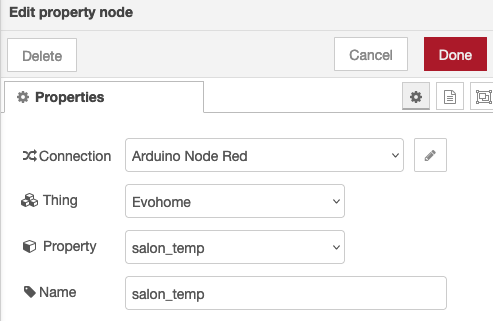 Edit property node
Delete Cancel Done
Properties
Connection Arduino Node Red
Thing Evohome
Property salon_temp
Name salon_temp